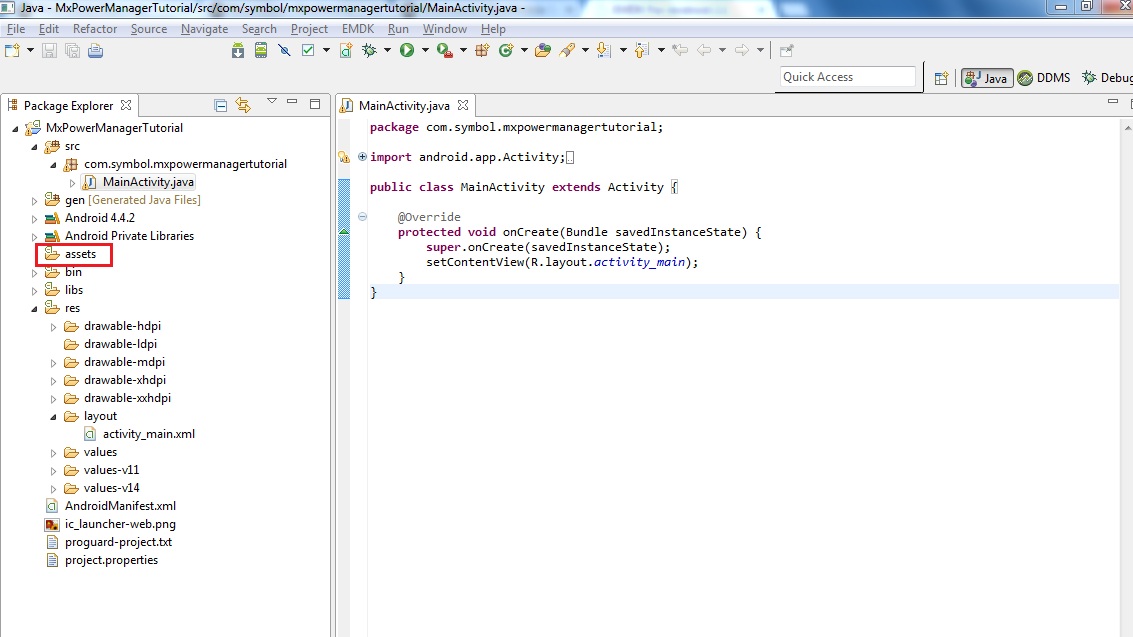 Java - MxPowerManagerTutorial/src/com/symbol/mxpowermanagertutorial/MainActivity.java -
File Edit Refactor Source Navigate Search Project EMDK Run Window Help
Quick Access
Java DDMS Debug
Package Explorer
MxPowerManagerTutorial
src
com.symbol.mxpowermanagertutorial
MainActivity.java
gen [Generated Java Files]
Android 4.4.2
Android Private Libraries
assets
bin
libs
res
drawable-hdpi
drawable-ldpi
drawable-mdpi
drawable-xhdpi
drawable-xxhdpi
layout
activity_main.xml
values
values-v11
values-v14
AndroidManifest.xml
ic_launcher-web.png
proguard-project.txt
project.properties
MainActivity.java
package com.symbol.mxpowermanagertutorial;
import android.app.Activity;
public class MainActivity extends Activity {
@Override
protected void onCreate(Bundle savedInstanceState) {
super.onCreate(savedInstanceState);
setContentView(R.layout.activity_main);
}
}